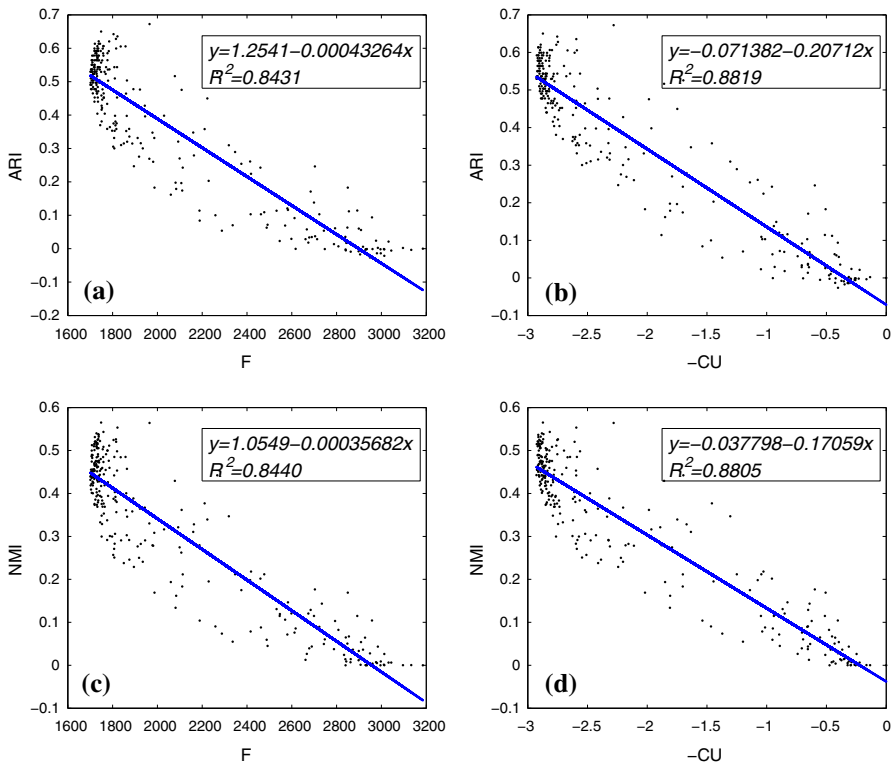 0.7
0.6
0.5
0.4
0.3
0.2
0.1
0
−0.1
−0.2
ARI
y=1.2541−0.00043264x
R²=0.8431
(a)
1600 1800 2000 2200 2400 2600 2800 3000 3200
F
0.7
0.6
0.5
0.4
0.3
0.2
0.1
0
−0.1
ARI
y=−0.071382−0.20712x
R²=0.8819
(b)
−3 −2.5 −2 −1.5 −1 −0.5 0
−CU
0.6
0.5
0.4
0.3
0.2
0.1
0
−0.1
NMI
y=1.0549−0.00035682x
R²=0.8440
(c)
1600 1800 2000 2200 2400 2600 2800 3000 3200
F
0.6
0.5
0.4
0.3
0.2
0.1
0
−0.1
NMI
y=−0.037798−0.17059x
R²=0.8805
(d)
−3 −2.5 −2 −1.5 −1 −0.5 0
−CU